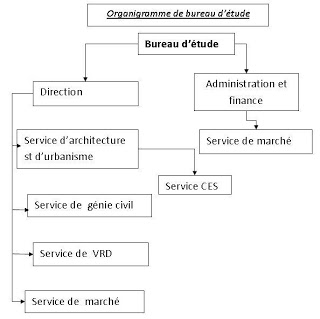 Organigramme de bureau d'étude
Bureau d'étude
Direction
Administration et
finance
Service d'architecture
st d'urbanisme
Service de marché
Service CES
Service de génie civil
Service de VRD
Service de marché